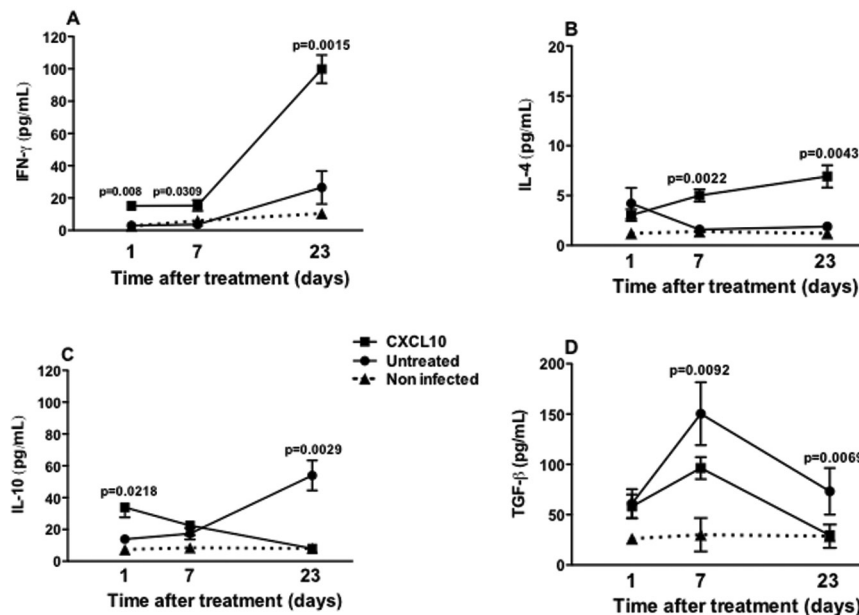 A
120
100
80
60
40
20
0
IFN-γ (pg/mL)
p=0.0015
p=0.008
p=0.0309
1 7 23
Time after treatment (days)
B
20
15
10
5
0
IL-4 (pg/mL)
p=0.0022
p=0.0043
1 7 23
Time after treatment (days)
C
120
100
80
60
40
20
0
IL-10 (pg/mL)
p=0.0218
p=0.0029
1 7 23
Time after treatment (days)
CXCL10
Untreated
Non infected
D
200
150
100
50
0
TGF-β (pg/mL)
p=0.0092
p=0.0069
1 7 23
Time after treatment (days)